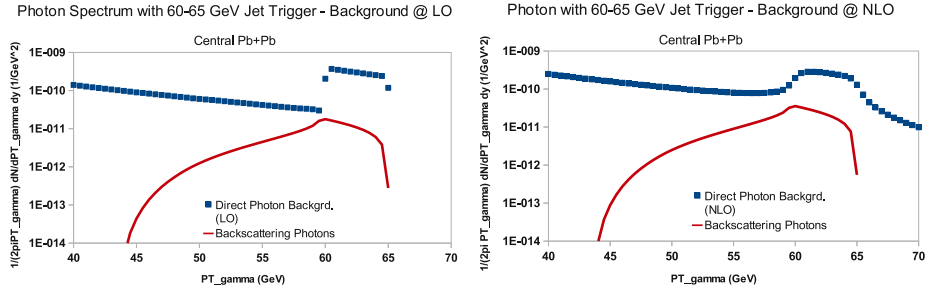 Photon Spectrum with 60-65 GeV Jet Trigger - Background @ LO
Central Pb+Pb
1/(2piPT_gamma) dN/dPT_gamma dy (1/GeV^2)
1E-009
1E-010
1E-011
1E-012
1E-013
1E-014
Direct Photon Backgrd.
(LO)
Backscattering Photons
40 45 50 55 60 65 70
PT_gamma (GeV)
Photon with 60-65 GeV Jet Trigger - Background @ NLO
Central Pb+Pb
1/(2pi PT_gamma) dN/dPT_gamma dy (1/GeV^2)
1E-009
1E-010
1E-011
1E-012
1E-013
1E-014
Direct Photon Backgrd.
(NLO)
Backscattering Photons
40 45 50 55 60 65 70
PT_gamma (GeV)